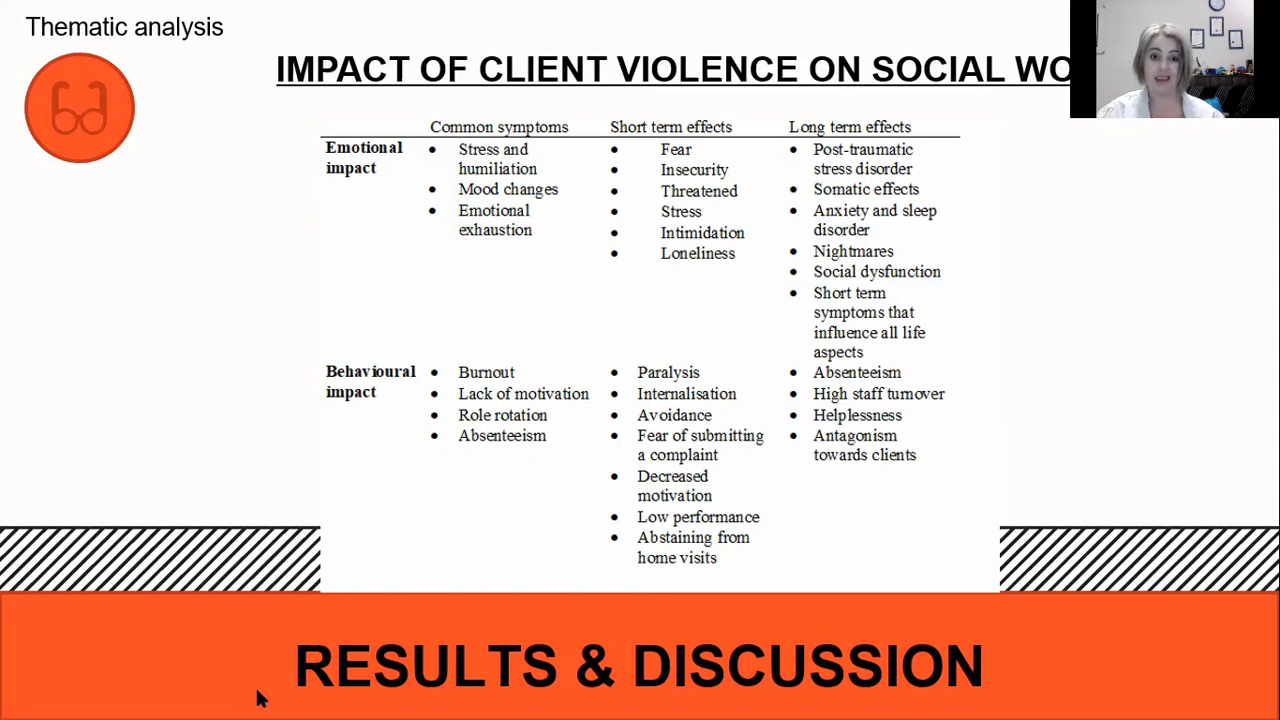 Thematic analysis
IMPACT OF CLIENT VIOLENCE ON SOCIAL WO
Common symptoms Short term effects Long term effects
Emotional impact
• Stress and humiliation
• Mood changes
• Emotional exhaustion
• Fear
• Insecurity
• Threatened
• Stress
• Intimidation
• Loneliness
• Post-traumatic stress disorder
• Somatic effects
• Anxiety and sleep disorder
• Nightmares
• Social dysfunction
• Short term symptoms that influence all life aspects
Behavioural impact
• Burnout
• Lack of motivation
• Role rotation
• Absenteeism
• Paralysis
• Internalisation
• Avoidance
• Fear of submitting a complaint
• Decreased motivation
• Low performance
• Abstaining from home visits
• Absenteeism
• High staff turnover
• Helplessness
• Antagonism towards clients
RESULTS & DISCUSSION